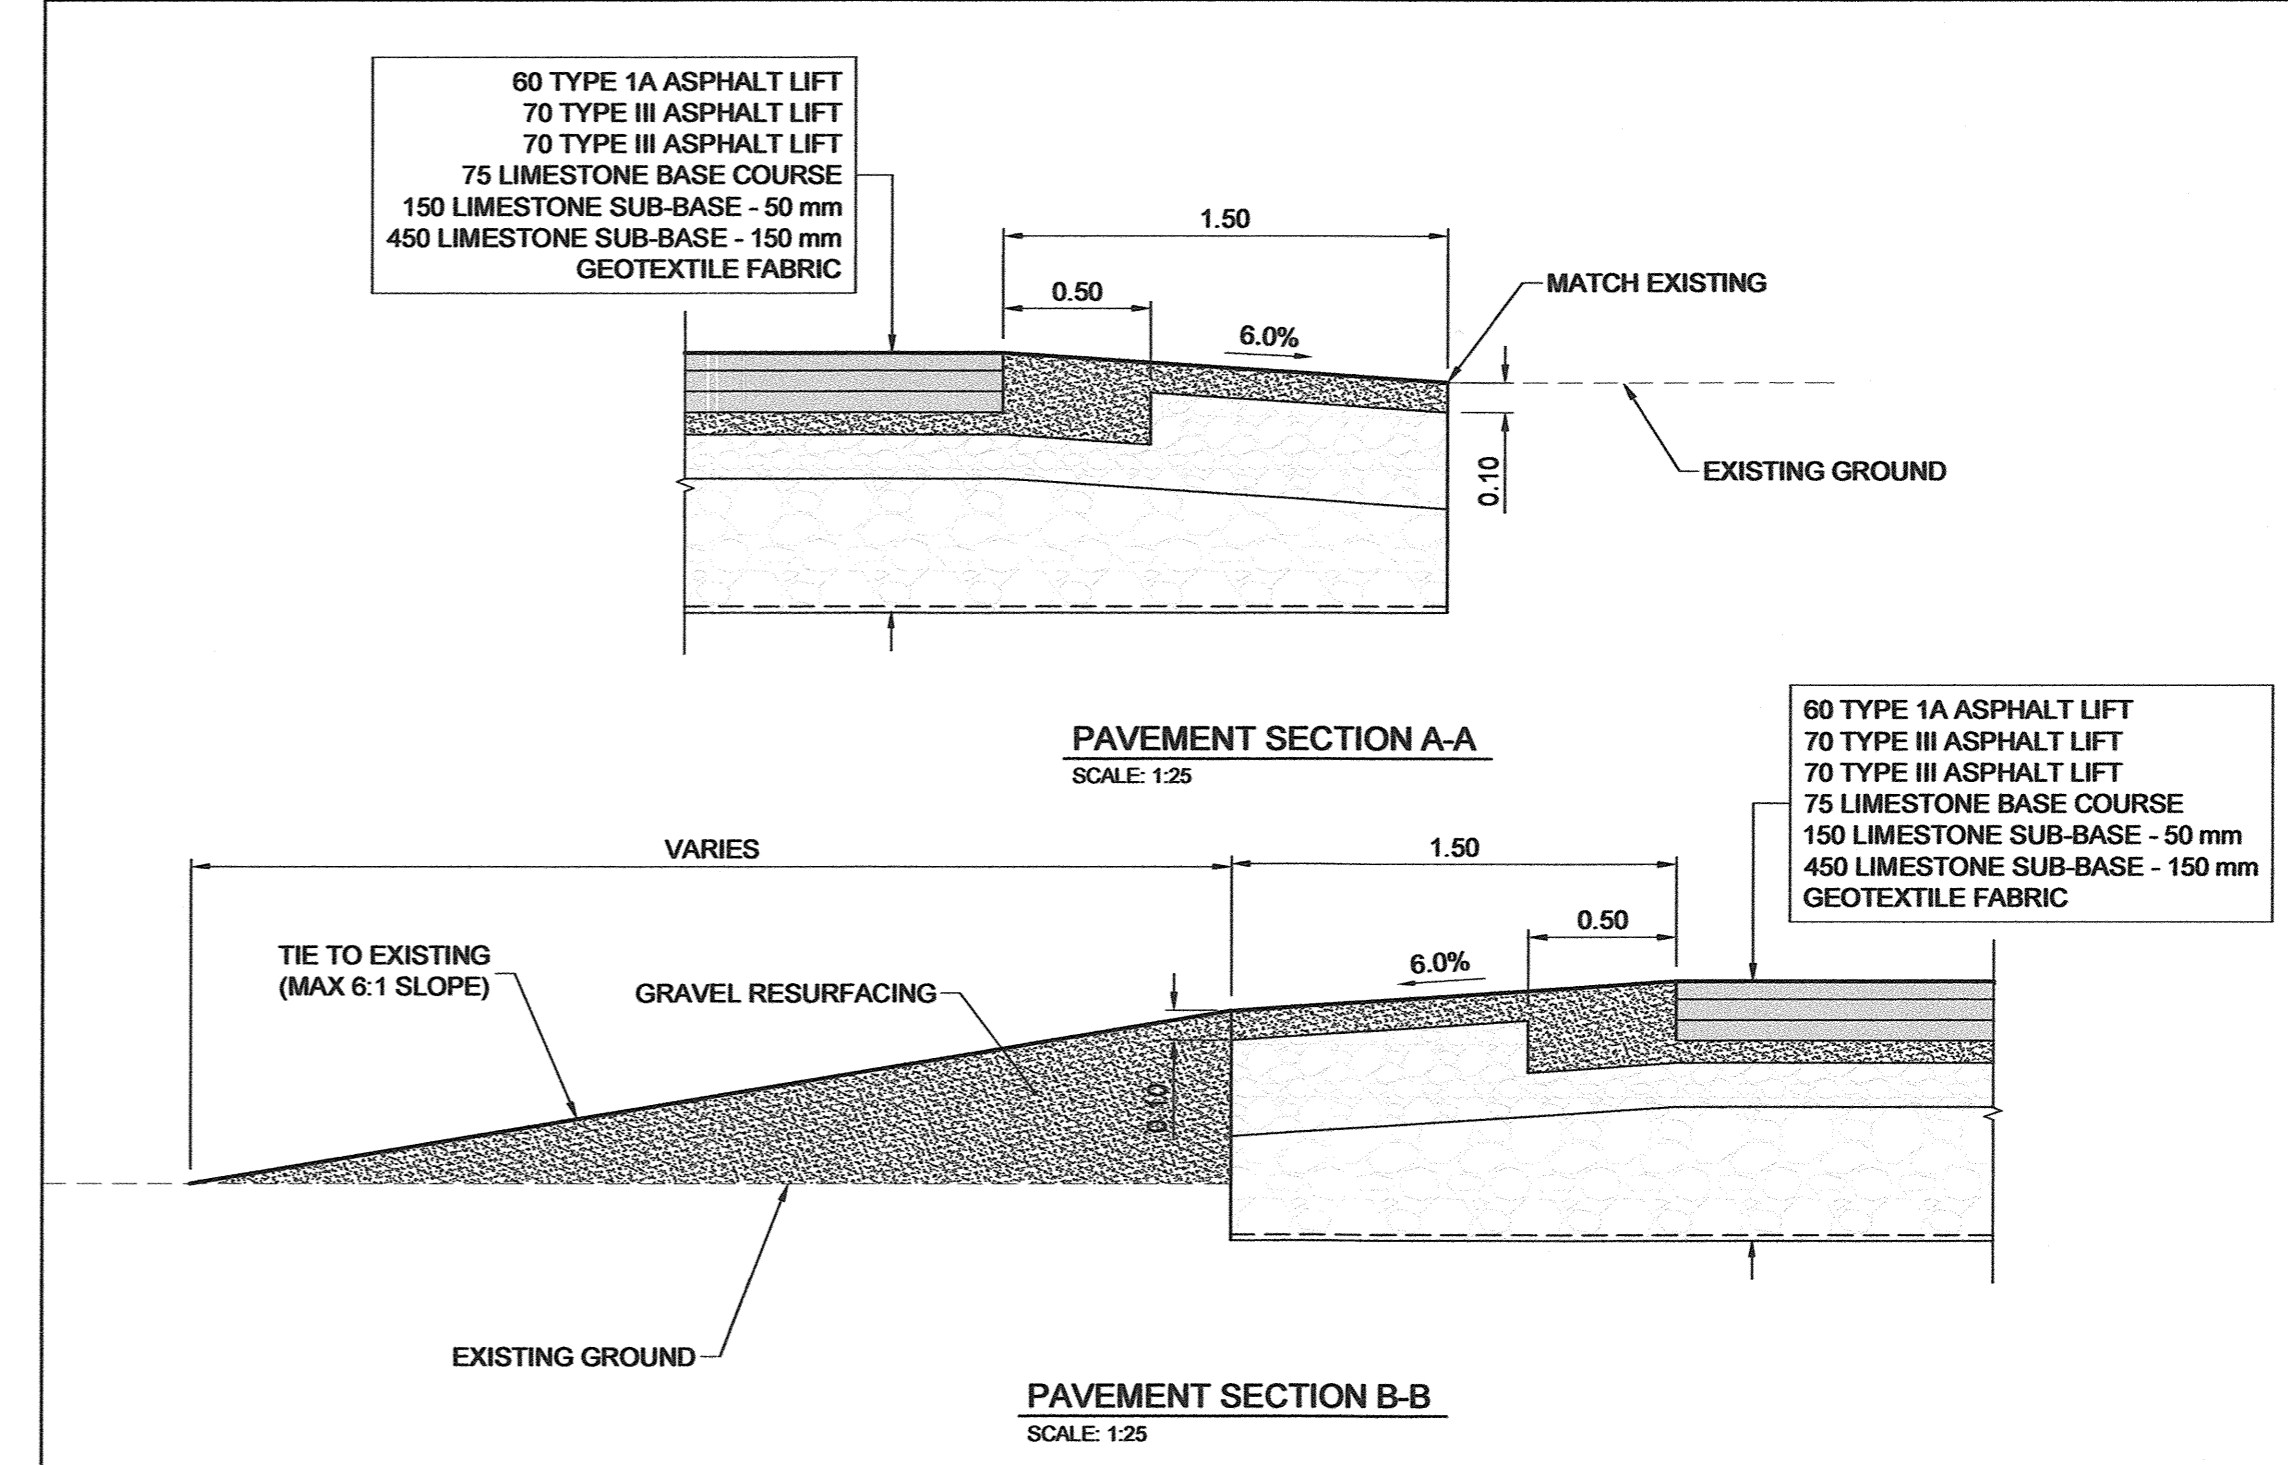 60 TYPE 1A ASPHALT LIFT
70 TYPE III ASPHALT LIFT
70 TYPE III ASPHALT LIFT
75 LIMESTONE BASE COURSE
150 LIMESTONE SUB-BASE - 50 mm
450 LIMESTONE SUB-BASE - 150 mm
GEOTEXTILE FABRIC
1.50
0.50
MATCH EXISTING
6.0%
EXISTING GROUND
0.10
PAVEMENT SECTION A-A
SCALE: 1:25
60 TYPE 1A ASPHALT LIFT
70 TYPE III ASPHALT LIFT
70 TYPE III ASPHALT LIFT
75 LIMESTONE BASE COURSE
150 LIMESTONE SUB-BASE - 50 mm
450 LIMESTONE SUB-BASE - 150 mm
GEOTEXTILE FABRIC
VARIES
1.50
0.50
TIE TO EXISTING
(MAX 6:1 SLOPE)
6.0%
GRAVEL RESURFACING
0.10
EXISTING GROUND
PAVEMENT SECTION B-B
SCALE: 1:25